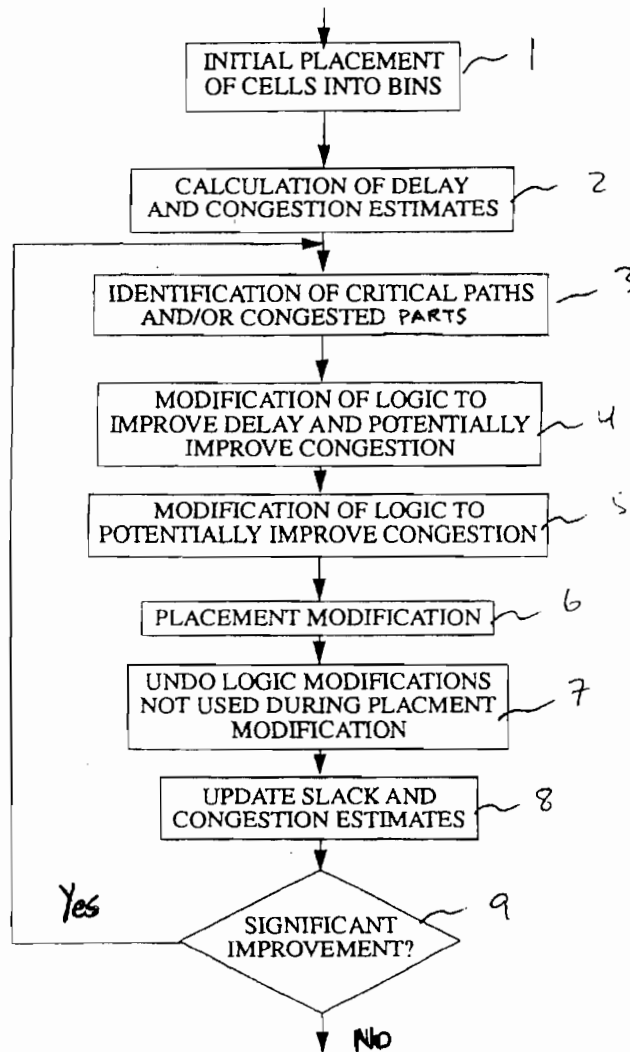 INITIAL PLACEMENT
OF CELLS INTO BINS
1
CALCULATION OF DELAY
AND CONGESTION ESTIMATES
2
IDENTIFICATION OF CRITICAL PATHS
AND/OR CONGESTED PARTS
3
MODIFICATION OF LOGIC TO
IMPROVE DELAY AND POTENTIALLY
IMPROVE CONGESTION
4
MODIFICATION OF LOGIC TO
POTENTIALLY IMPROVE CONGESTION
5
PLACEMENT MODIFICATION
6
UNDO LOGIC MODIFICATIONS
NOT USED DURING PLACMENT
MODIFICATION
7
UPDATE SLACK AND
CONGESTION ESTIMATES
8
Yes
SIGNIFICANT
IMPROVEMENT?
9
No